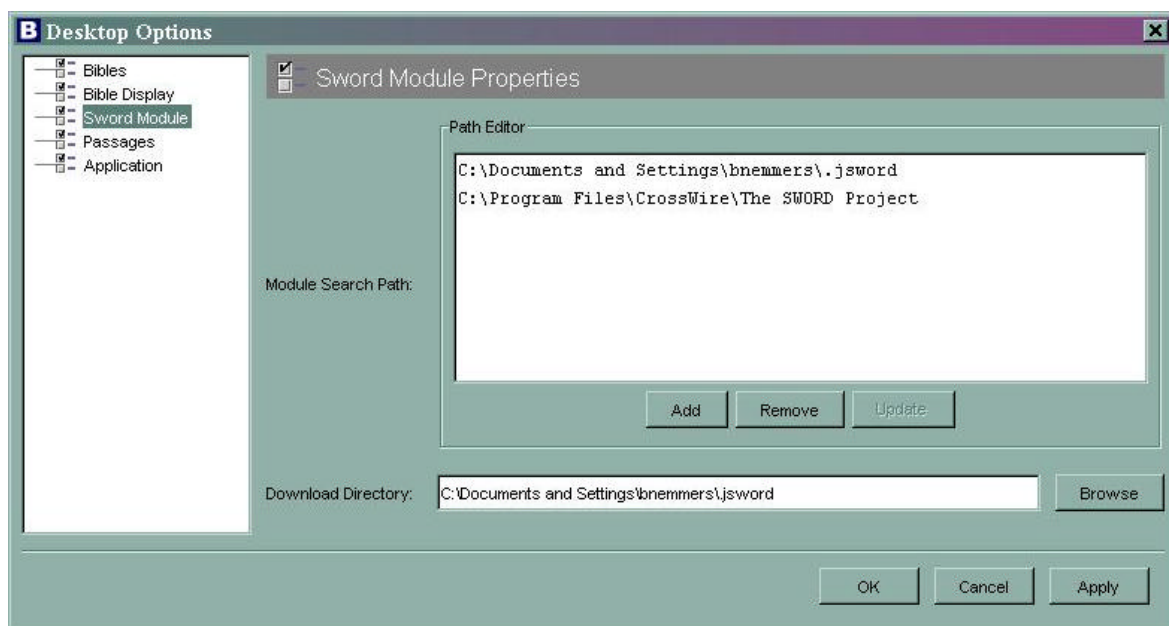 B Desktop Options
Bibles
Bible Display
Sword Module
Passages
Application
Sword Module Properties
Path Editor
C:\Documents and Settings\bnemmers\.jsword
C:\Program Files\CrossWire\The SWORD Project
Module Search Path:
Add Remove Update
Download Directory: C:\Documents and Settings\bnemmers\.jsword Browse
OK Cancel Apply